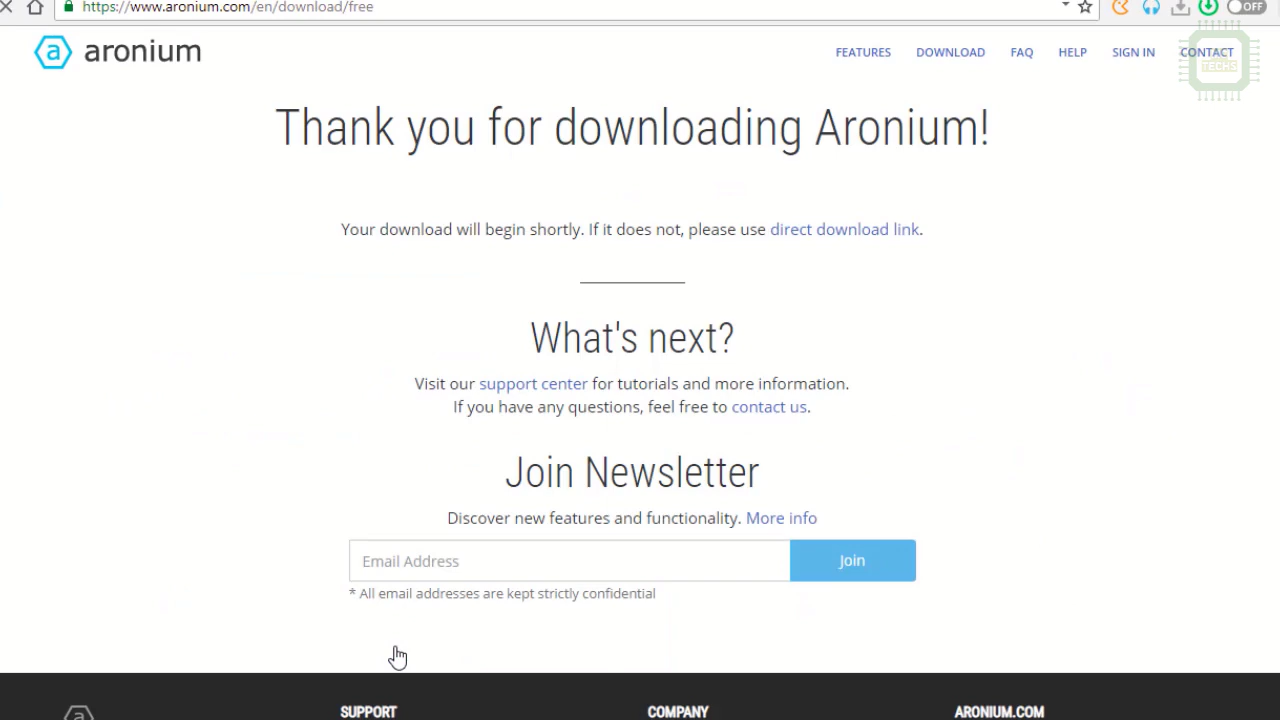 https://www.aronium.com/en/download/free
OFF
a aronium
FEATURES
DOWNLOAD
FAQ
HELP
SIGN IN
CONTACT
TECHS
Thank you for downloading Aronium!
Your download will begin shortly. If it does not, please use direct download link.
What's next?
Visit our support center for tutorials and more information.
If you have any questions, feel free to contact us.
Join Newsletter
Discover new features and functionality. More info
Email Address
Join
* All email addresses are kept strictly confidential
a
SUPPORT
COMPANY
ARONIUM.COM